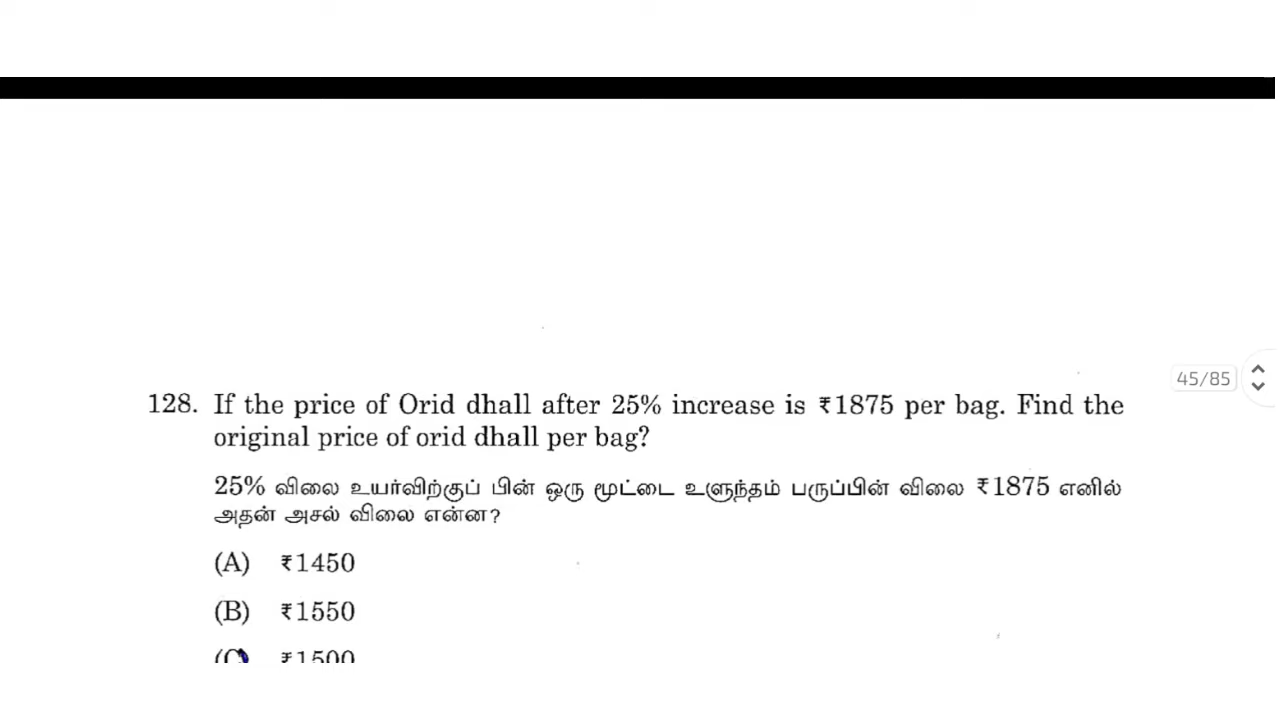 45/85
128. If the price of Orid dhall after 25% increase is ₹1875 per bag. Find the
original price of orid dhall per bag?
25% விலை உயர்விற்குப் பின் ஒரு மூட்டை உளுந்தம் பருப்பின் விலை ₹1875 எனில்
அதன் அசல் விலை என்ன?
(A) ₹1450
(B) ₹1550
(C) ₹1500